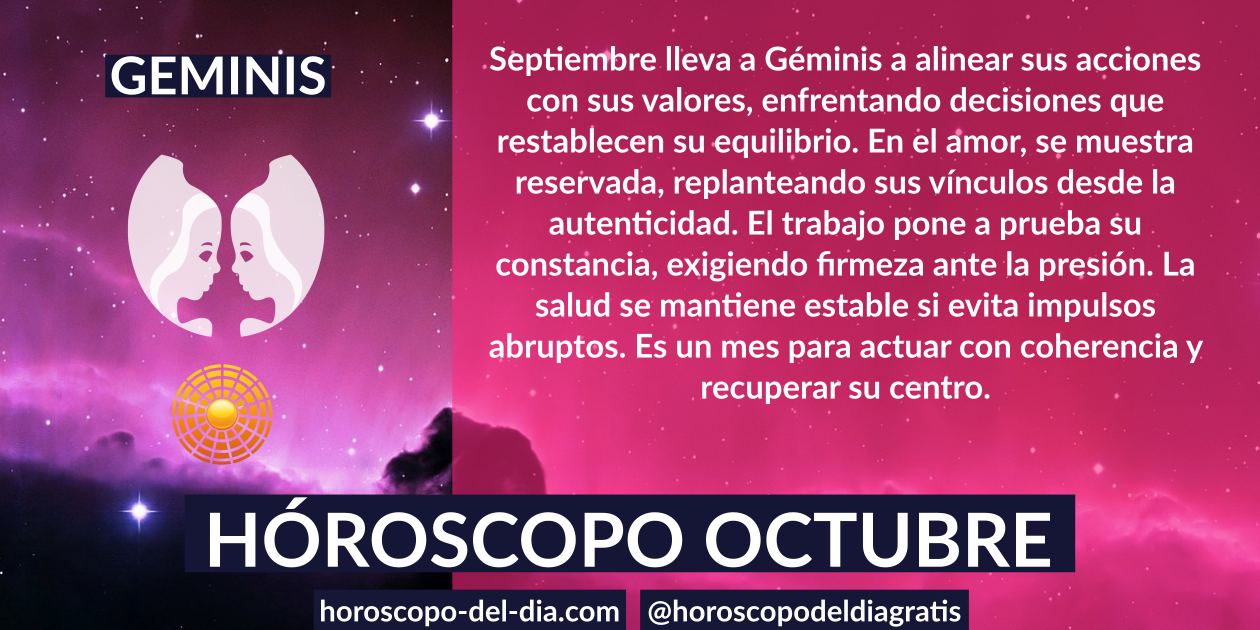 GEMINIS
Septiembre lleva a Géminis a alinear sus acciones
con sus valores, enfrentando decisiones que
restablecen su equilibrio. En el amor, se muestra
reservada, replanteando sus vínculos desde la
autenticidad. El trabajo pone a prueba su
constancia, exigiendo firmeza ante la presión. La
salud se mantiene estable si evita impulsos
abruptos. Es un mes para actuar con coherencia y
recuperar su centro.
HÓROSCOPO OCTUBRE
horoscopo-del-dia.com
@horoscopodeldiagratis